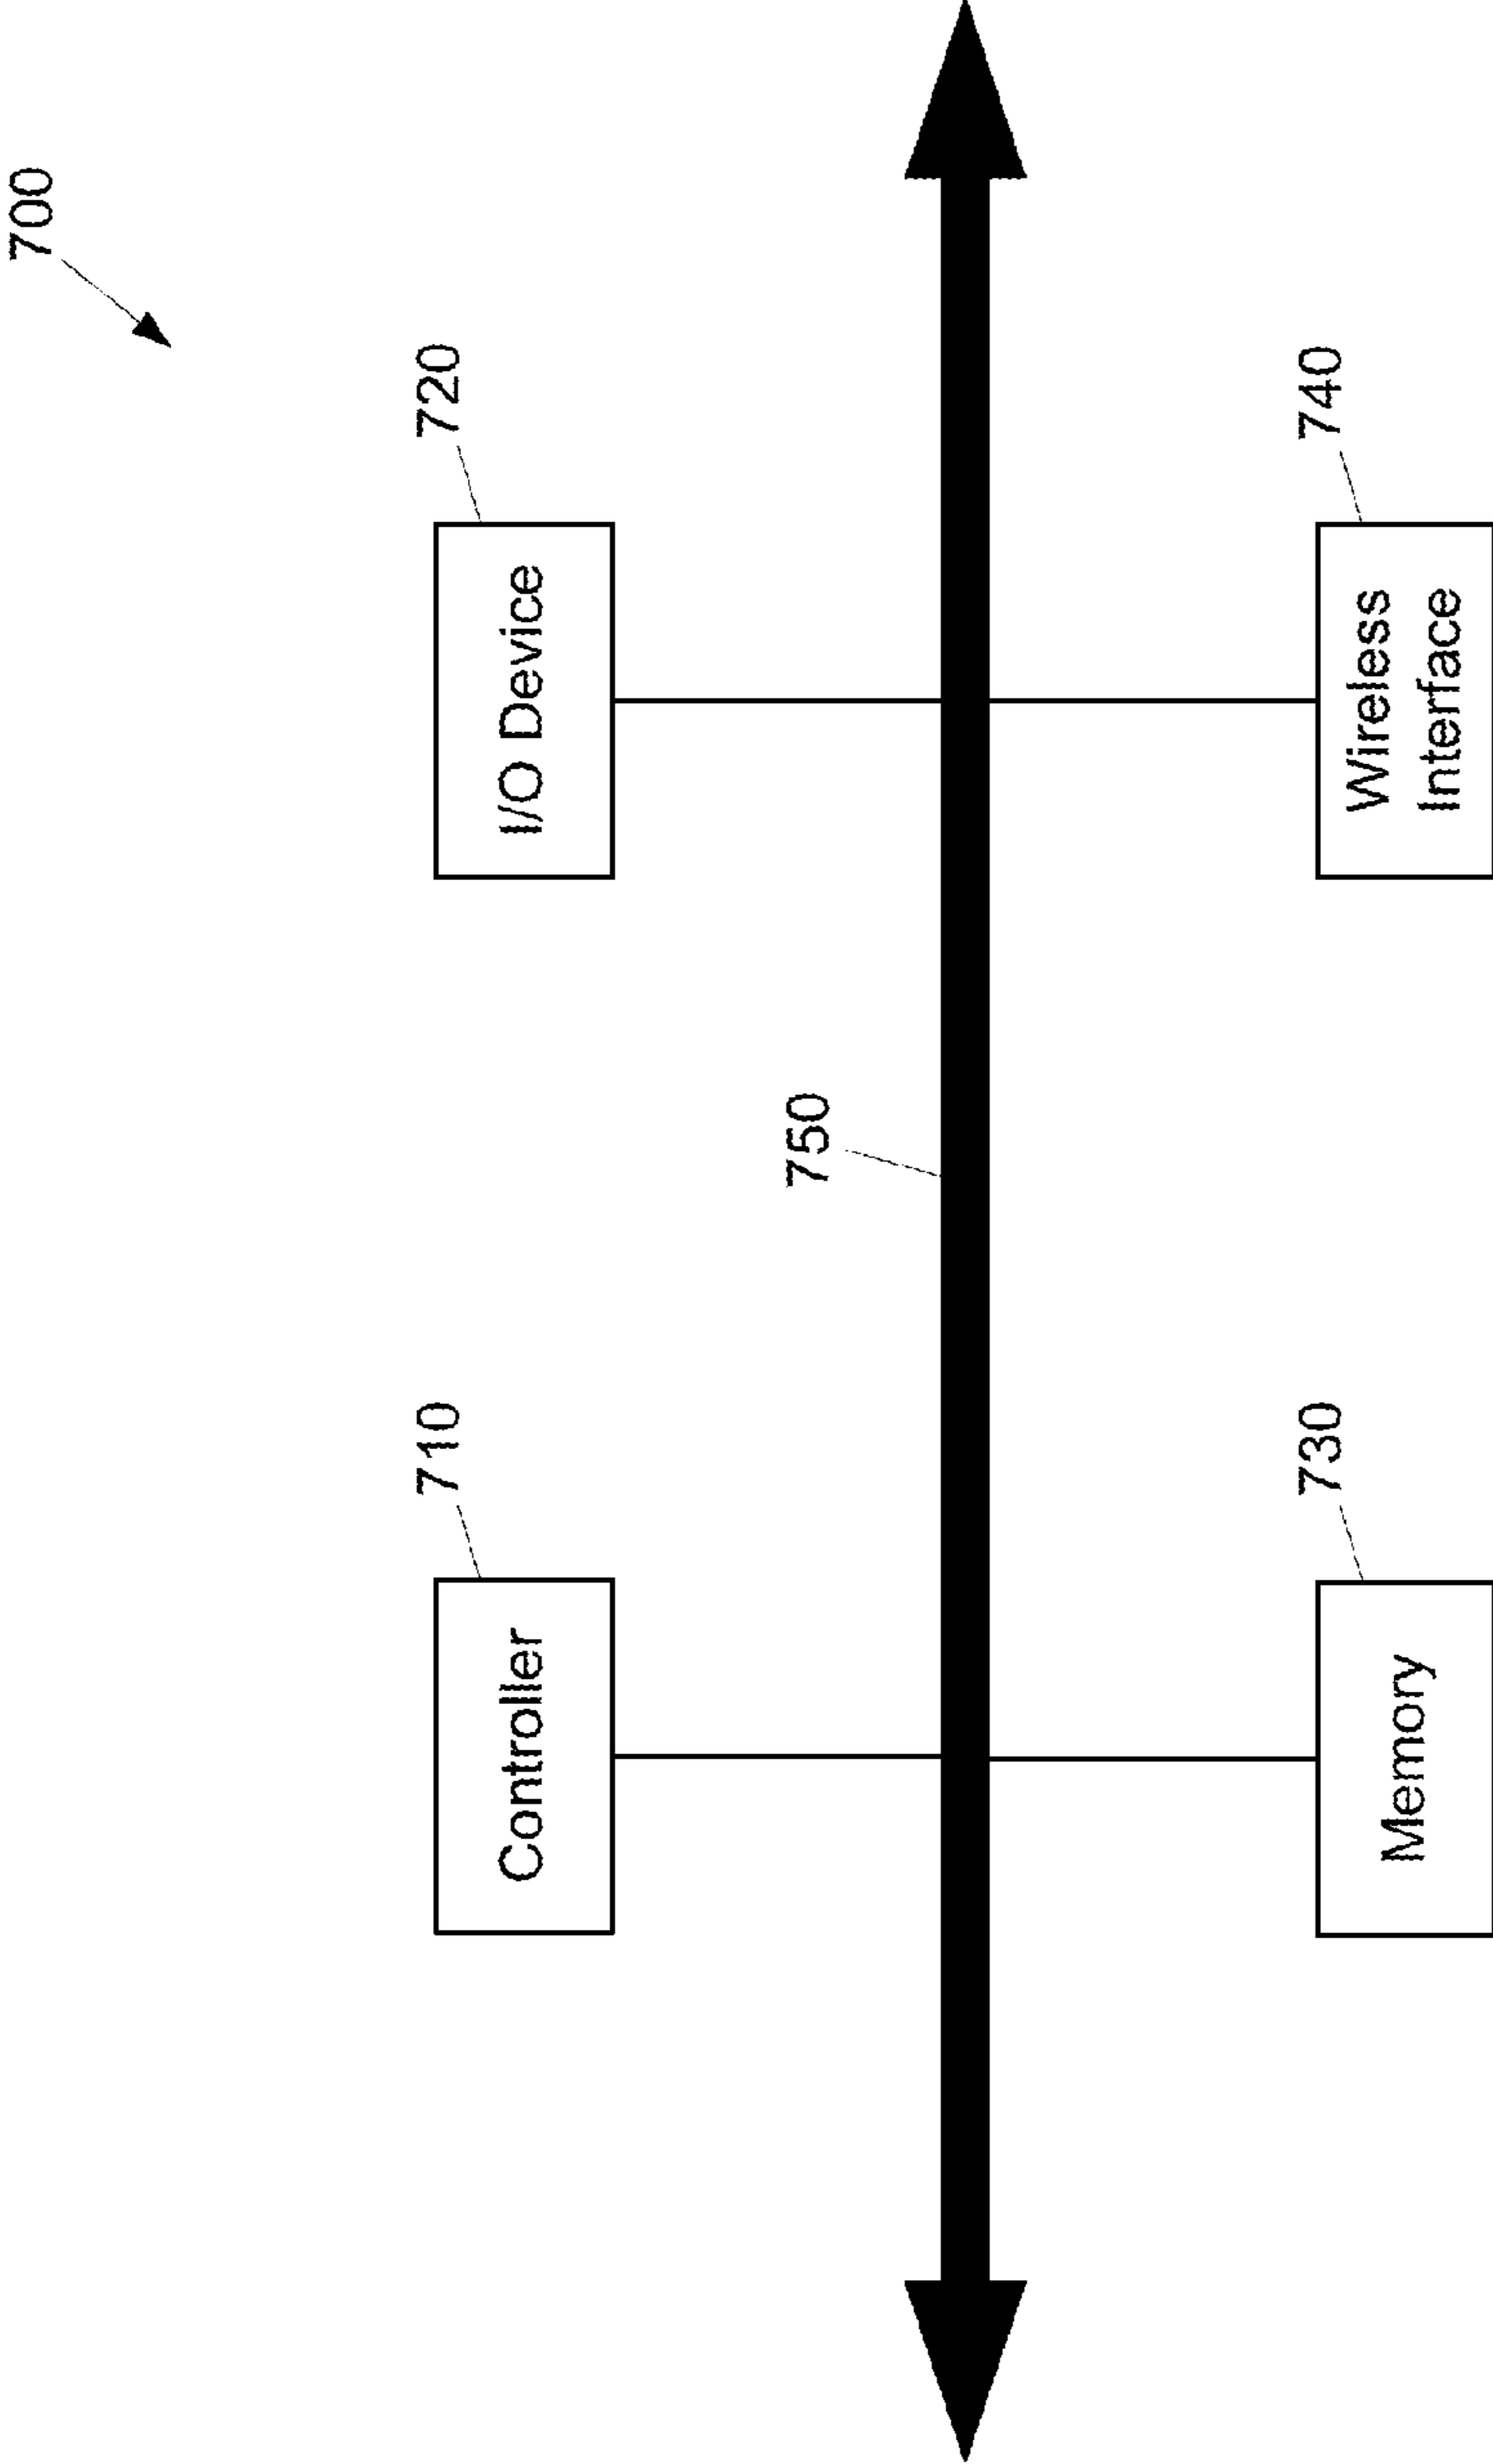 700
710
720
Controller
I/O Device
750
730
740
Memory
Wireless
Interface